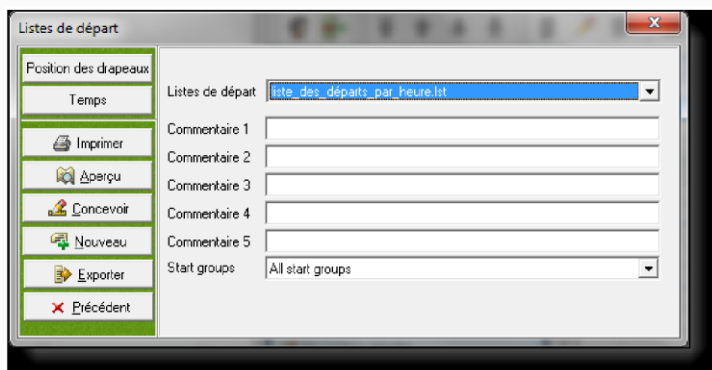 Listes de départ
Position des drapeaux
Temps
Imprimer
Aperçu
Concevoir
Nouveau
Exporter
Précédent
Listes de départ liste_des_départs_par_heure.lst
Commentaire 1
Commentaire 2
Commentaire 3
Commentaire 4
Commentaire 5
Start groups All start groups